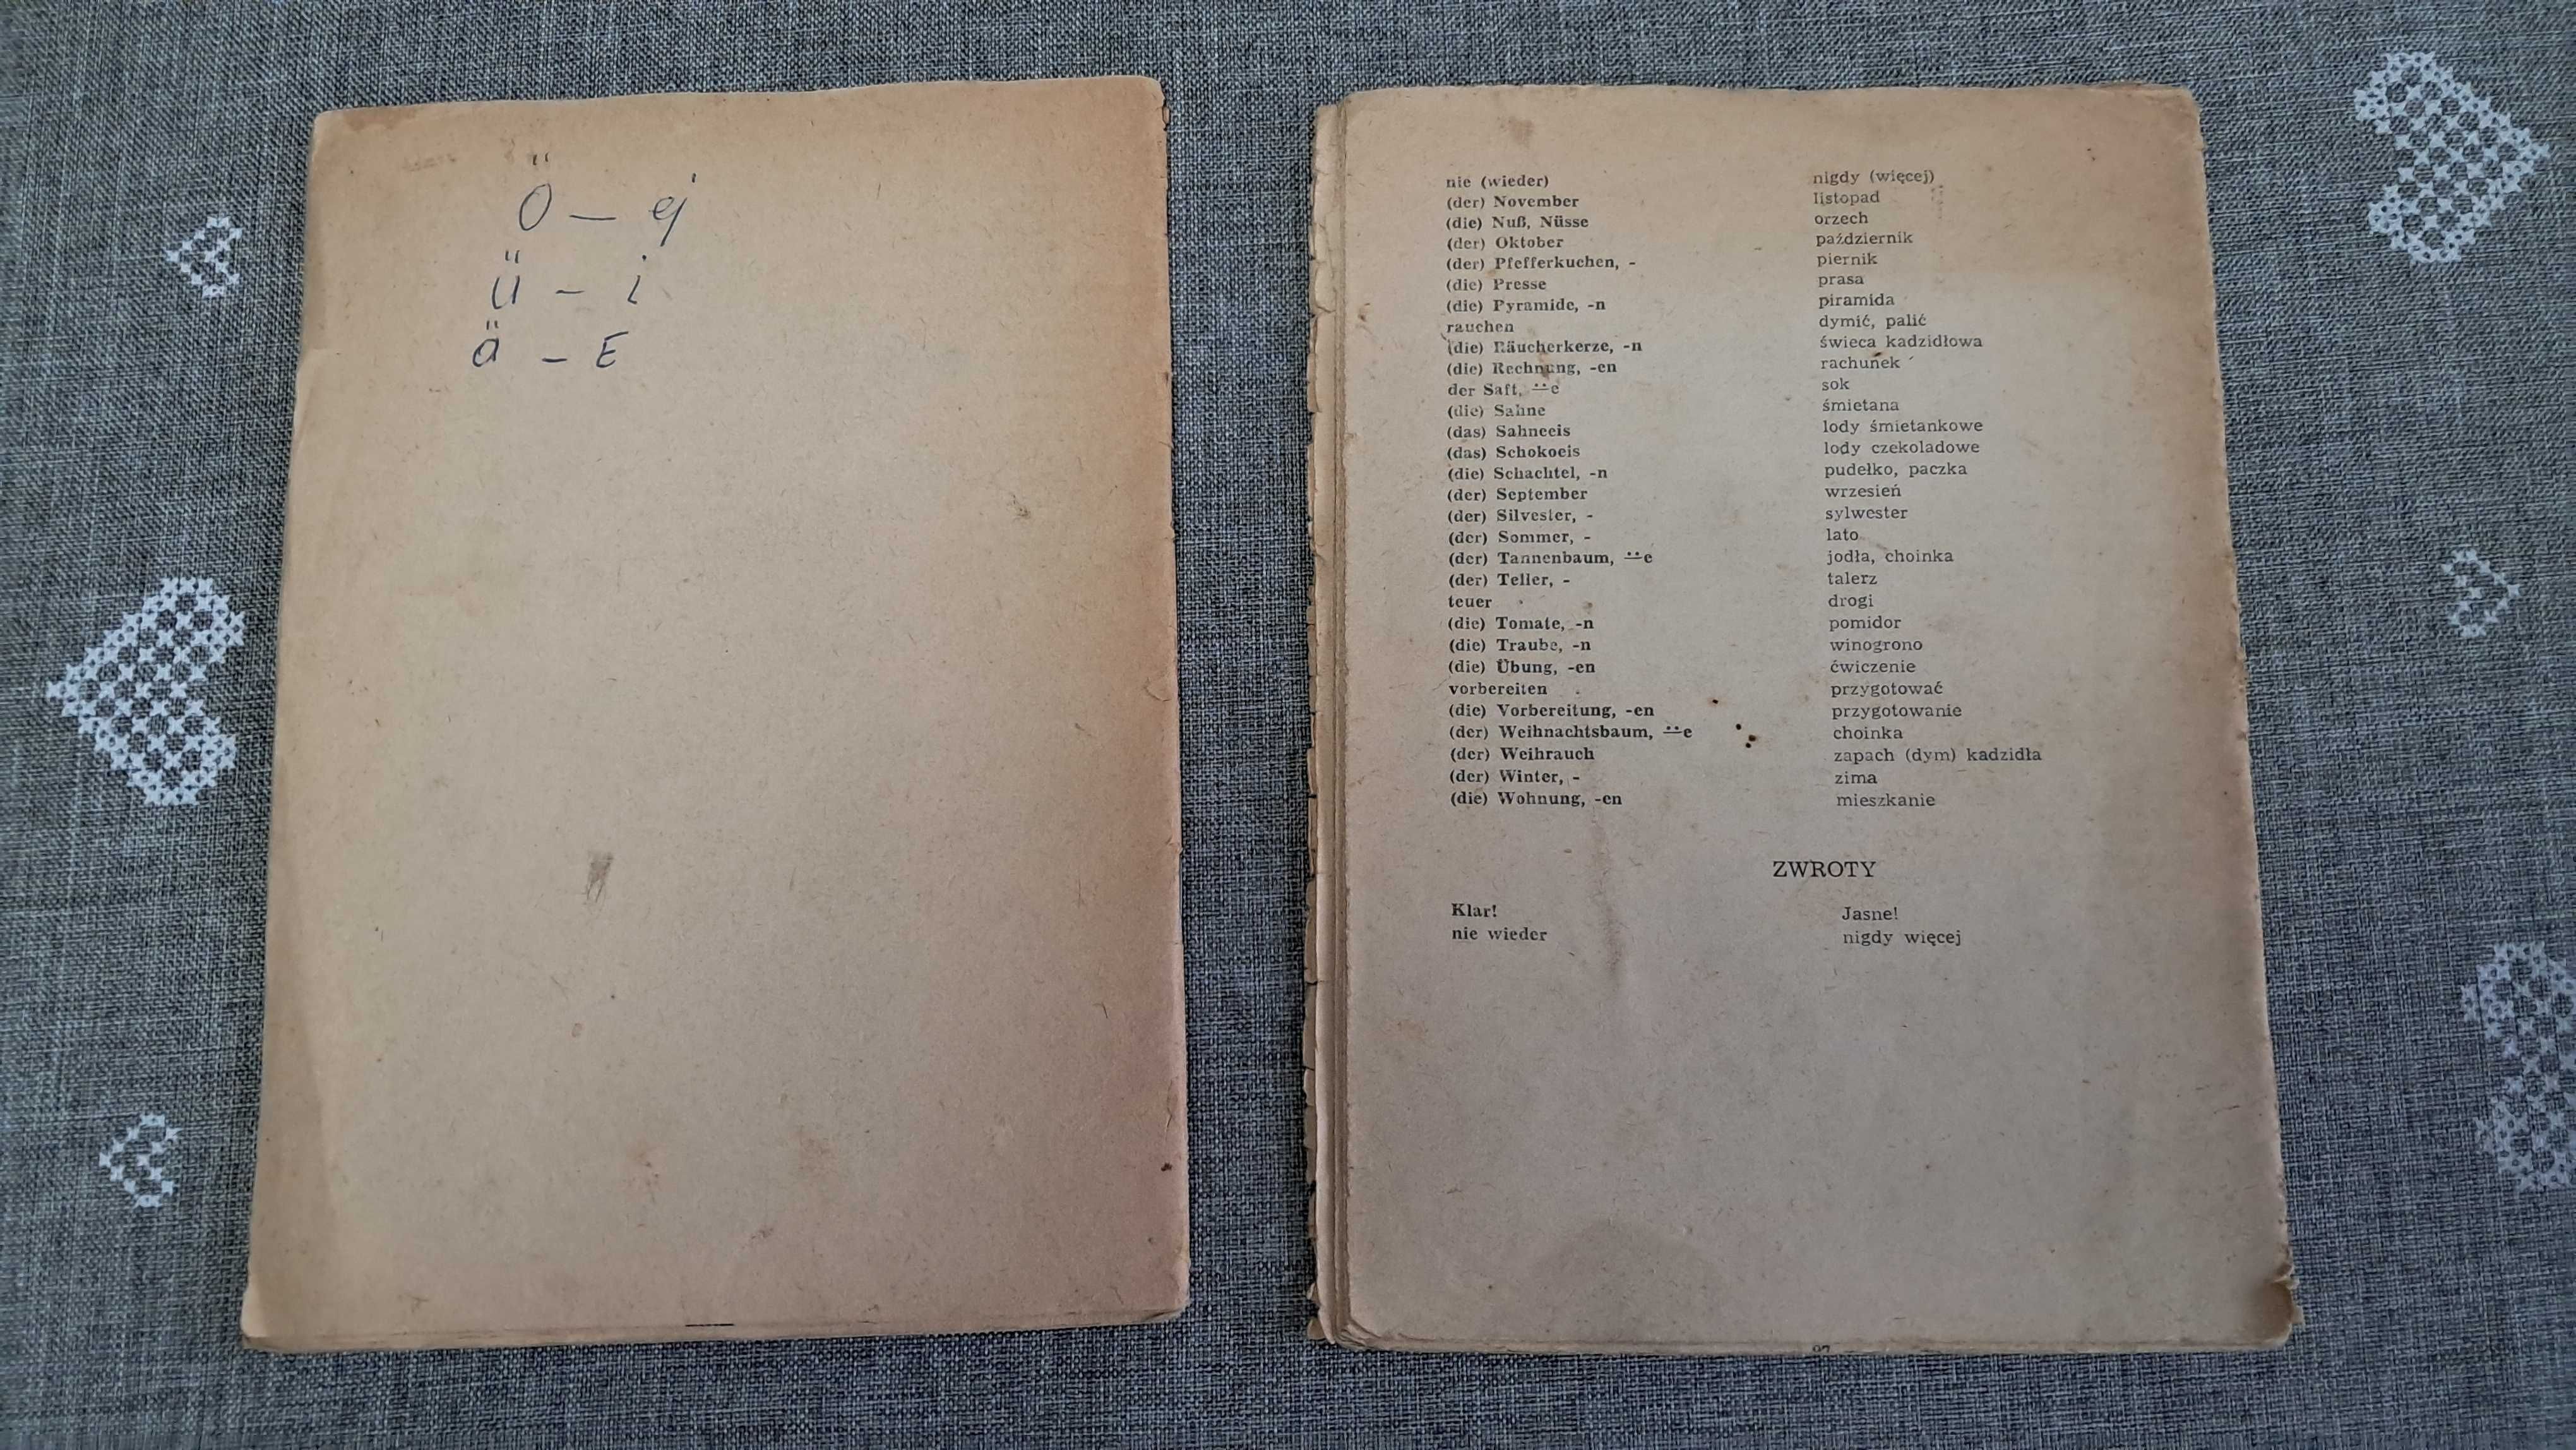 Ö — ej
ü - i
ä - E
nie (wieder) nigdy (więcej)
(der) November listopad
(die) Nuß, Nüsse orzech
(der) Oktober październik
(der) Pfefferkuchen, - piernik
(die) Presse prasa
(die) Pyramide, -n piramida
rauchen dymić, palić
(die) Räucherkerze, -n świeca kadzidłowa
(die) Rechnung, -en rachunek
der Saft, ⸚e sok
(die) Sahne śmietana
(das) Sahneeis lody śmietankowe
(das) Schokoeis lody czekoladowe
(die) Schachtel, -n pudełko, paczka
(der) September wrzesień
(der) Silvester, - sylwester
(der) Sommer, - lato
(der) Tannenbaum, ⸚e jodła, choinka
(der) Teller, - talerz
teuer drogi
(die) Tomate, -n pomidor
(die) Traube, -n winogrono
(die) Übung, -en ćwiczenie
vorbereiten przygotować
(die) Vorbereitung, -en przygotowanie
(der) Weihnachtsbaum, ⸚e choinka
(der) Weihrauch zapach (dym) kadzidła
(der) Winter, - zima
(die) Wohnung, -en mieszkanie
ZWROTY
Klar! Jasne!
nie wieder nigdy więcej